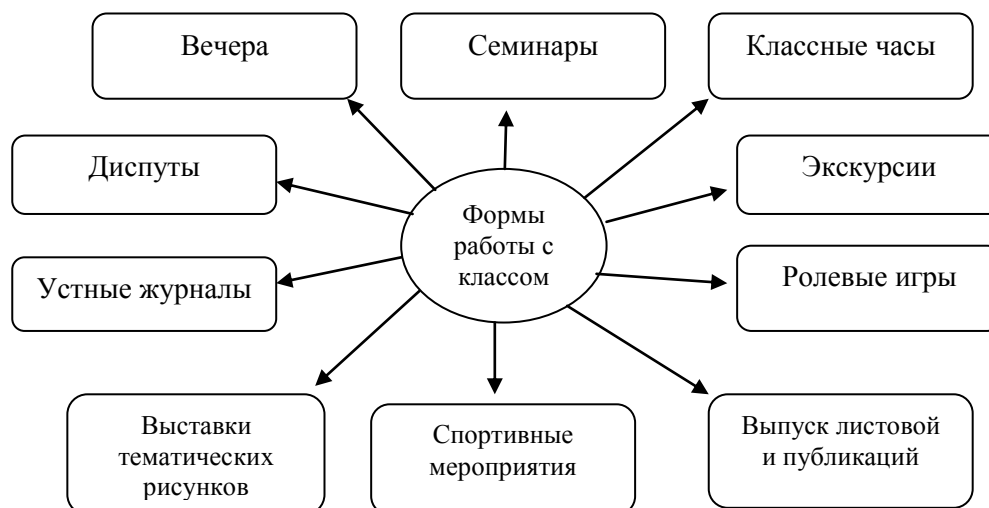 Вечера
Семинары
Классные часы
Диспуты
Экскурсии
Формы
работы с
классом
Устные журналы
Ролевые игры
Выставки
тематических
рисунков
Спортивные
мероприятия
Выпуск листовой
и публикаций